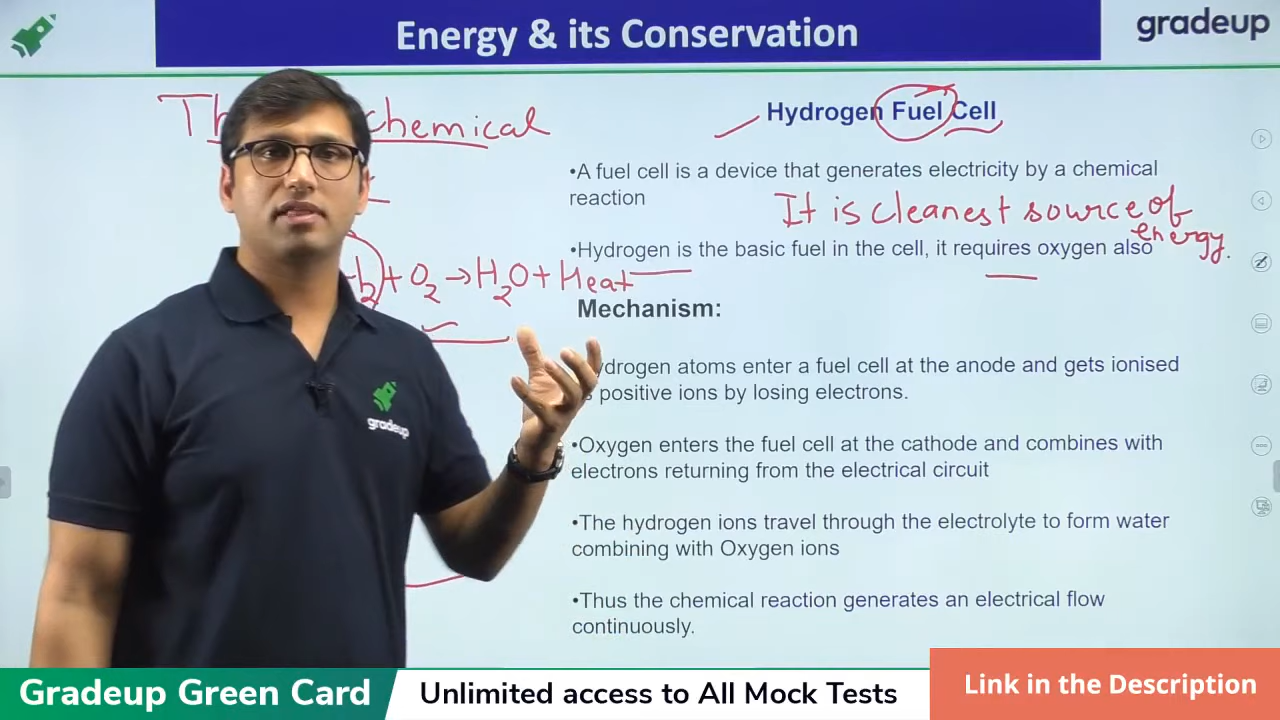 Energy & its Conservation
gradeup
chemical
Hydrogen Fuel Cell
•A fuel cell is a device that generates electricity by a chemical
reaction
It is cleanest source of
energy.
•Hydrogen is the basic fuel in the cell, it requires oxygen also
+ O2 → H2O + Heat
Mechanism:
atoms enter a fuel cell at the anode and gets ionised
positive ions by losing electrons.
gradeup
•Oxygen enters the fuel cell at the cathode and combines with
electrons returning from the electrical circuit
•The hydrogen ions travel through the electrolyte to form water
combining with Oxygen ions
•Thus the chemical reaction generates an electrical flow
continuously.
Gradeup Green Card
Unlimited access to All Mock Tests
Link in the Description